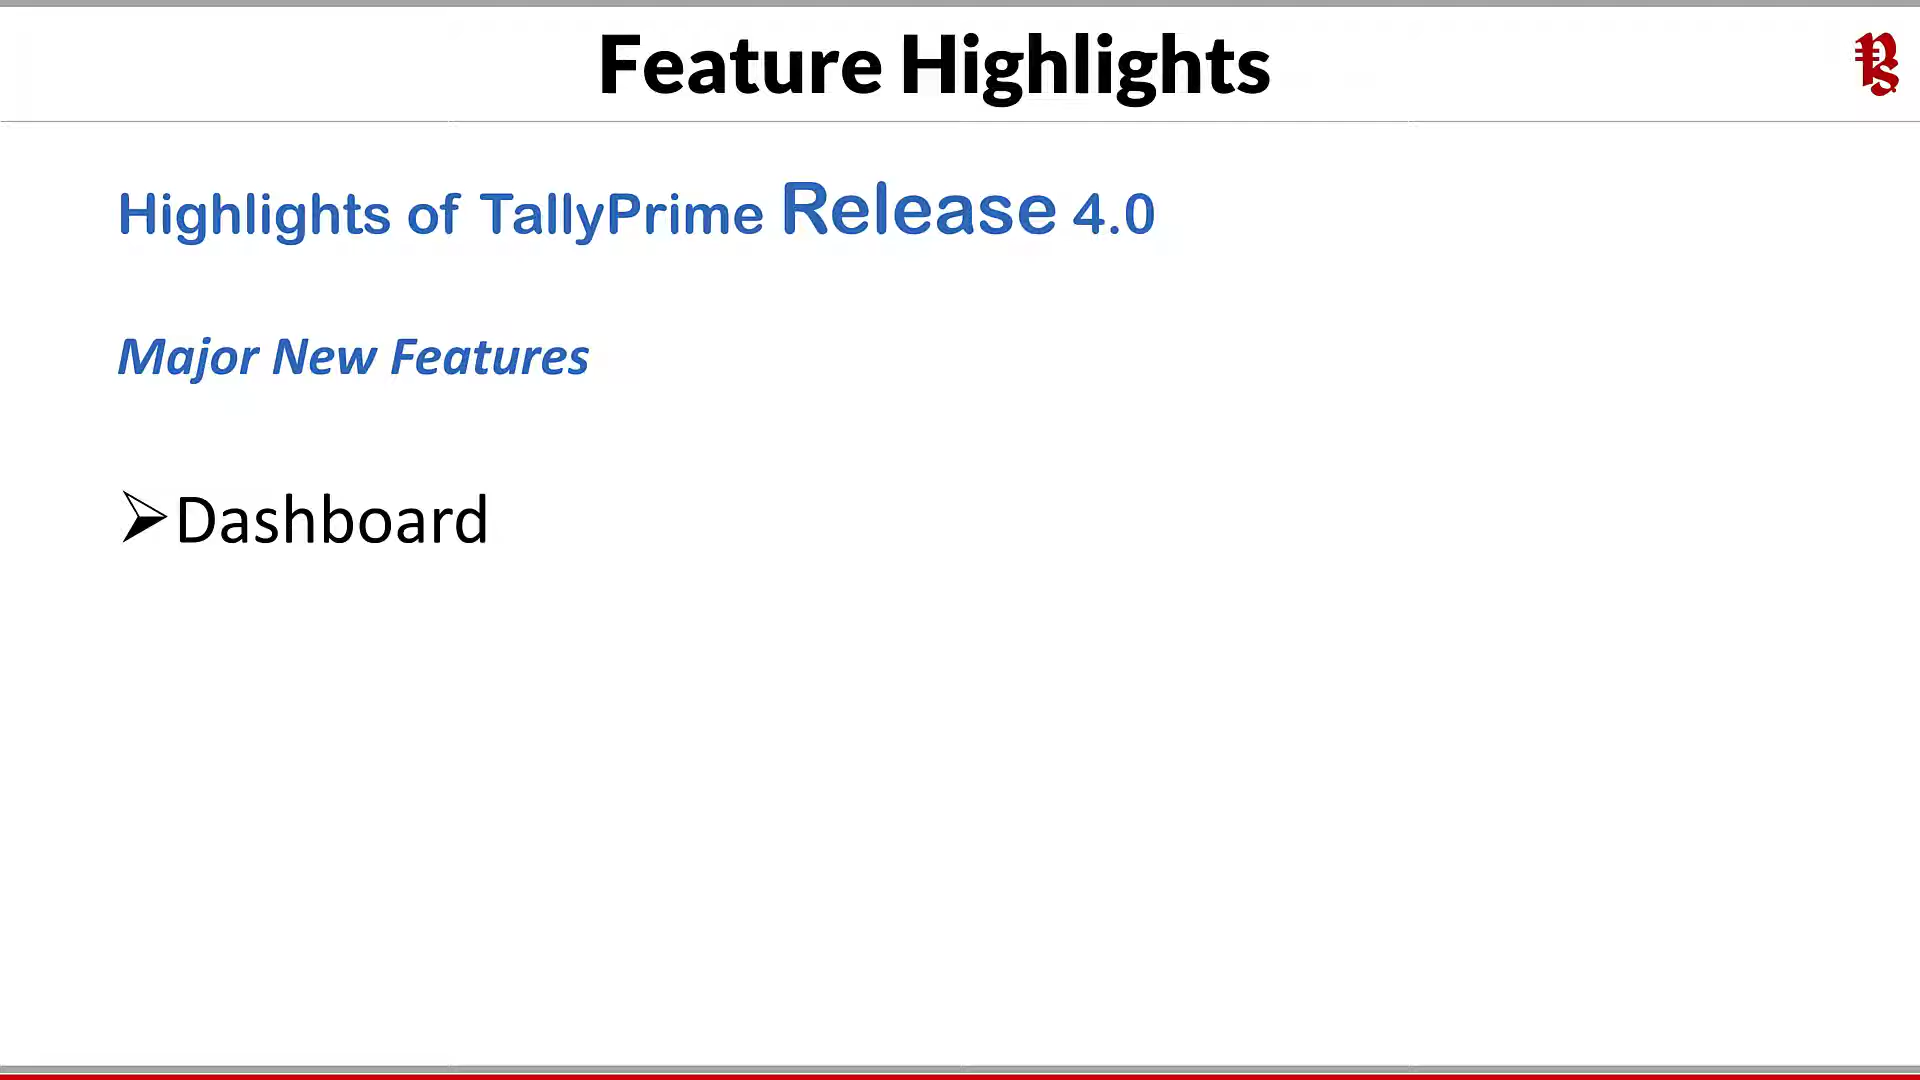 Feature Highlights
Highlights of TallyPrime Release 4.0
Major New Features
➢Dashboard